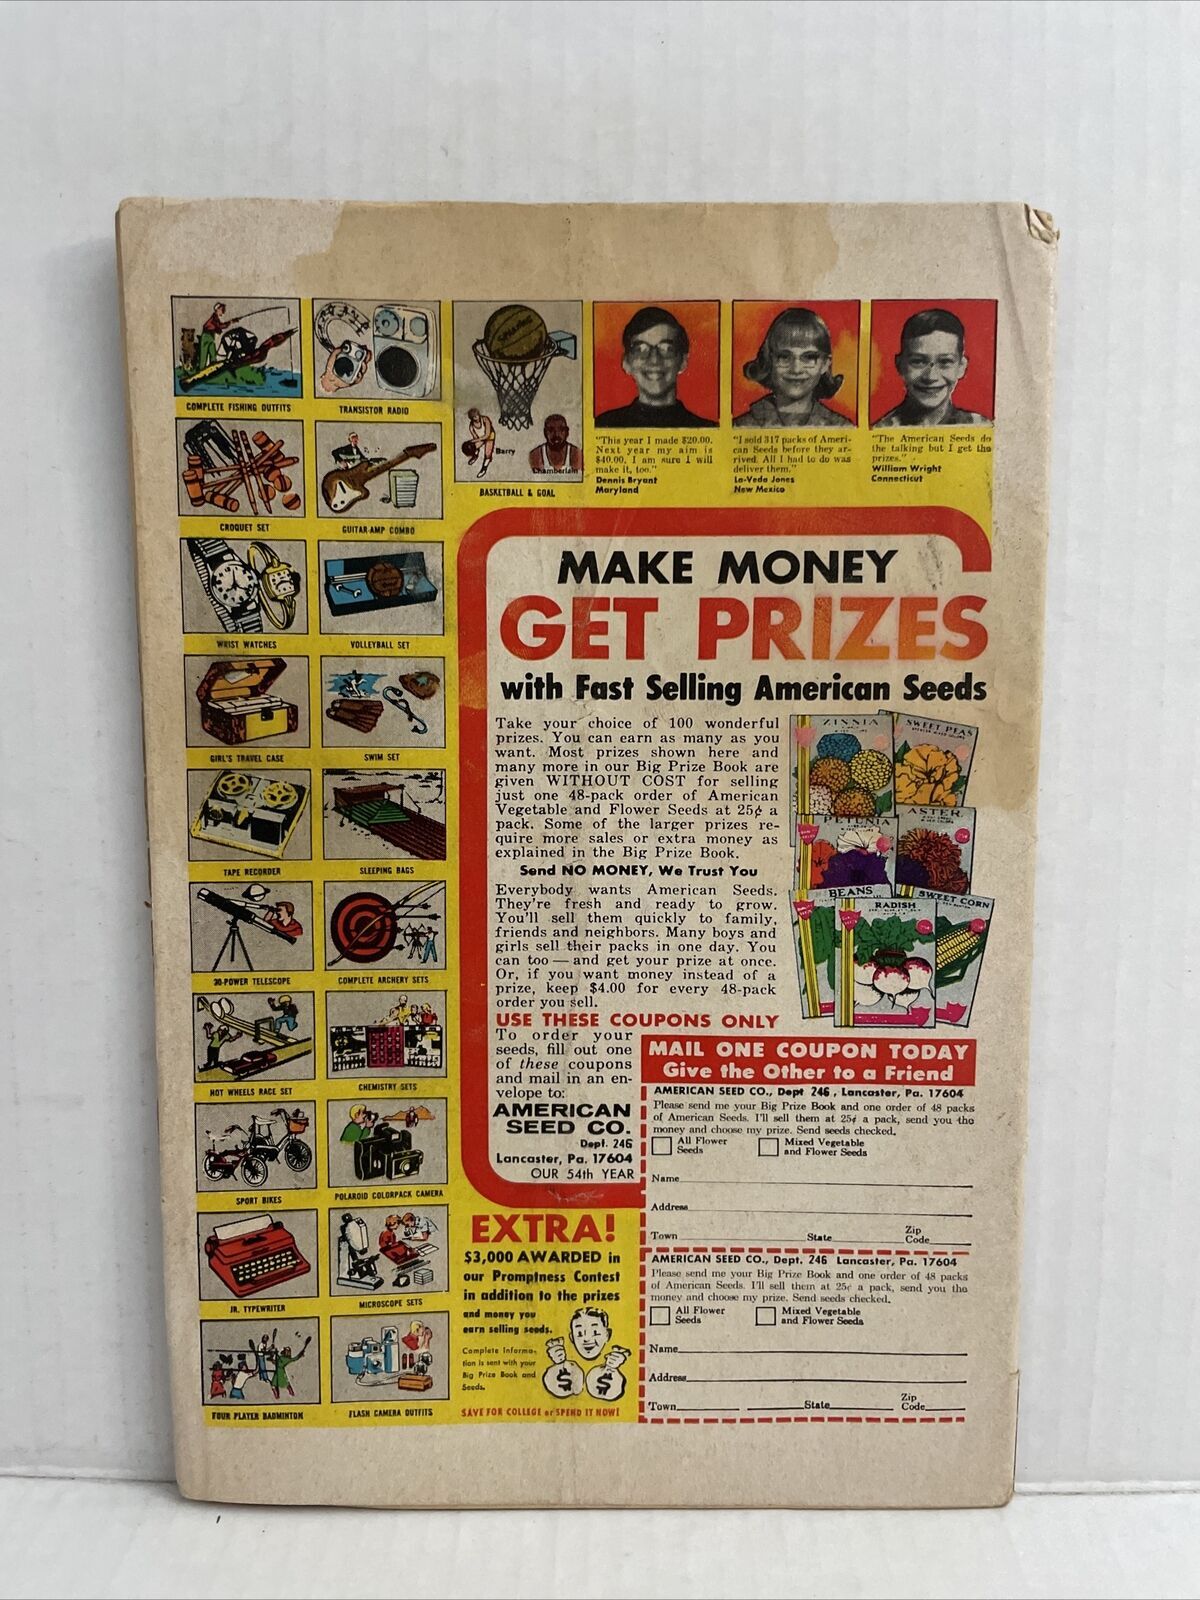 COMPLETE FISHING OUTFITS
TRANSISTOR RADIO
CROQUET SET
GUITAR-AMP COMBO
WRIST WATCHES
VOLLEYBALL SET
GIRL'S TRAVEL CASE
SWIM SET
TAPE RECORDER
SLEEPING BAGS
30-POWER TELESCOPE
COMPLETE ARCHERY SETS
HOT WHEELS RACE SET
CHEMISTRY SETS
SPORT BIKES
POLAROID COLORPACK CAMERA
JR. TYPEWRITER
MICROSCOPE SETS
FOUR PLAYER BADMINTON
FLASH CAMERA OUTFITS
Barry
Chamberlain
BASKETBALL & GOAL
"This year I made $20.00.
Next year my aim is
$40.00. I am sure I will
make it, too."
Dennis Bryant
Maryland
"I sold 317 packs of Ameri-
can Seeds before they ar-
rived. All I had to do was
deliver them."
La-Veda Jones
New Mexico
"The American Seeds do
the talking but I get the
prizes."
William Wright
Connecticut
MAKE MONEY
GET PRIZES
with Fast Selling American Seeds
Take your choice of 100 wonderful
prizes. You can earn as many as you
want. Most prizes shown here and
many more in our Big Prize Book are
given WITHOUT COST for selling
just one 48-pack order of American
Vegetable and Flower Seeds at 25¢ a
pack. Some of the larger prizes re-
quire more sales or extra money as
explained in the Big Prize Book.
Send NO MONEY, We Trust You
Everybody wants American Seeds.
They're fresh and ready to grow.
You'll sell them quickly to family,
friends and neighbors. Many boys and
girls sell their packs in one day. You
can too — and get your prize at once.
Or, if you want money instead of a
prize, keep $4.00 for every 48-pack
order you sell.
USE THESE COUPONS ONLY
To order your
seeds, fill out one
of these coupons
and mail in an en-
velope to:
AMERICAN
SEED CO.
Dept. 246
Lancaster, Pa. 17604
OUR 54th YEAR
ZINNIA
SWEET PEAS
PETUNIA
ASTER
BEANS
RADISH
SWEET CORN
MAIL ONE COUPON TODAY
Give the Other to a Friend
AMERICAN SEED CO., Dept 246, Lancaster, Pa. 17604
Please send me your Big Prize Book and one order of 48 packs
of American Seeds. I'll sell them at 25¢ a pack, send you the
money and choose my prize. Send seeds checked.
All Flower Seeds
Mixed Vegetable and Flower Seeds
Name
Address
Town State Zip Code
AMERICAN SEED CO., Dept. 246 Lancaster, Pa. 17604
Please send me your Big Prize Book and one order of 48 packs
of American Seeds. I'll sell them at 25¢ a pack, send you the
money and choose my prize. Send seeds checked.
All Flower Seeds
Mixed Vegetable and Flower Seeds
Name
Address
Town State Zip Code
EXTRA!
$3,000 AWARDED in
our Promptness Contest
in addition to the prizes
and money you
earn selling seeds.
Complete Informa-
tion is sent with your
Big Prize Book and
Seeds.
$ $
SAVE FOR COLLEGE or SPEND IT NOW!